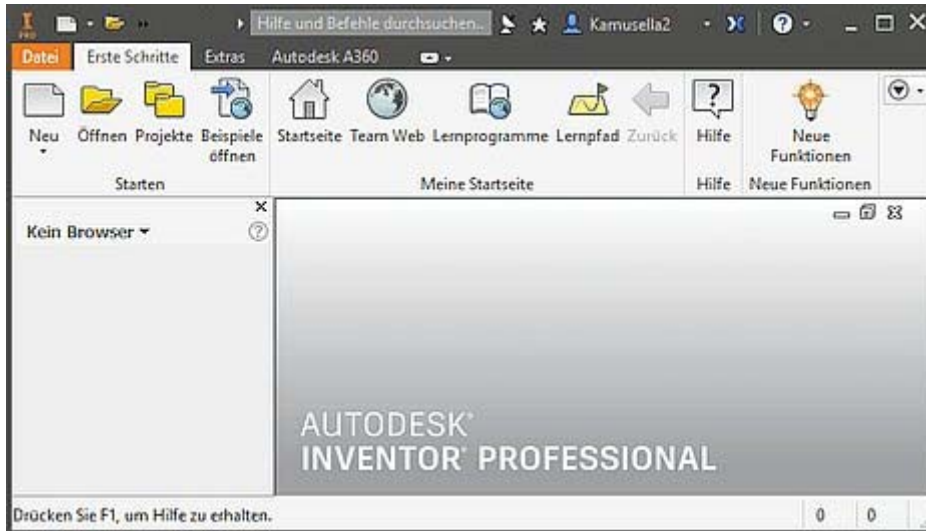 PRO
Hilfe und Befehle durchsuchen...
Kamusella2
Datei
Erste Schritte
Extras
Autodesk A360
Neu
Öffnen
Projekte
Beispiele
öffnen
Startseite
Team Web
Lernprogramme
Lernpfad
Zurück
Hilfe
Neue
Funktionen
Starten
Meine Startseite
Hilfe
Neue Funktionen
Kein Browser
AUTODESK®
INVENTOR® PROFESSIONAL
Drücken Sie F1, um Hilfe zu erhalten.
0
0